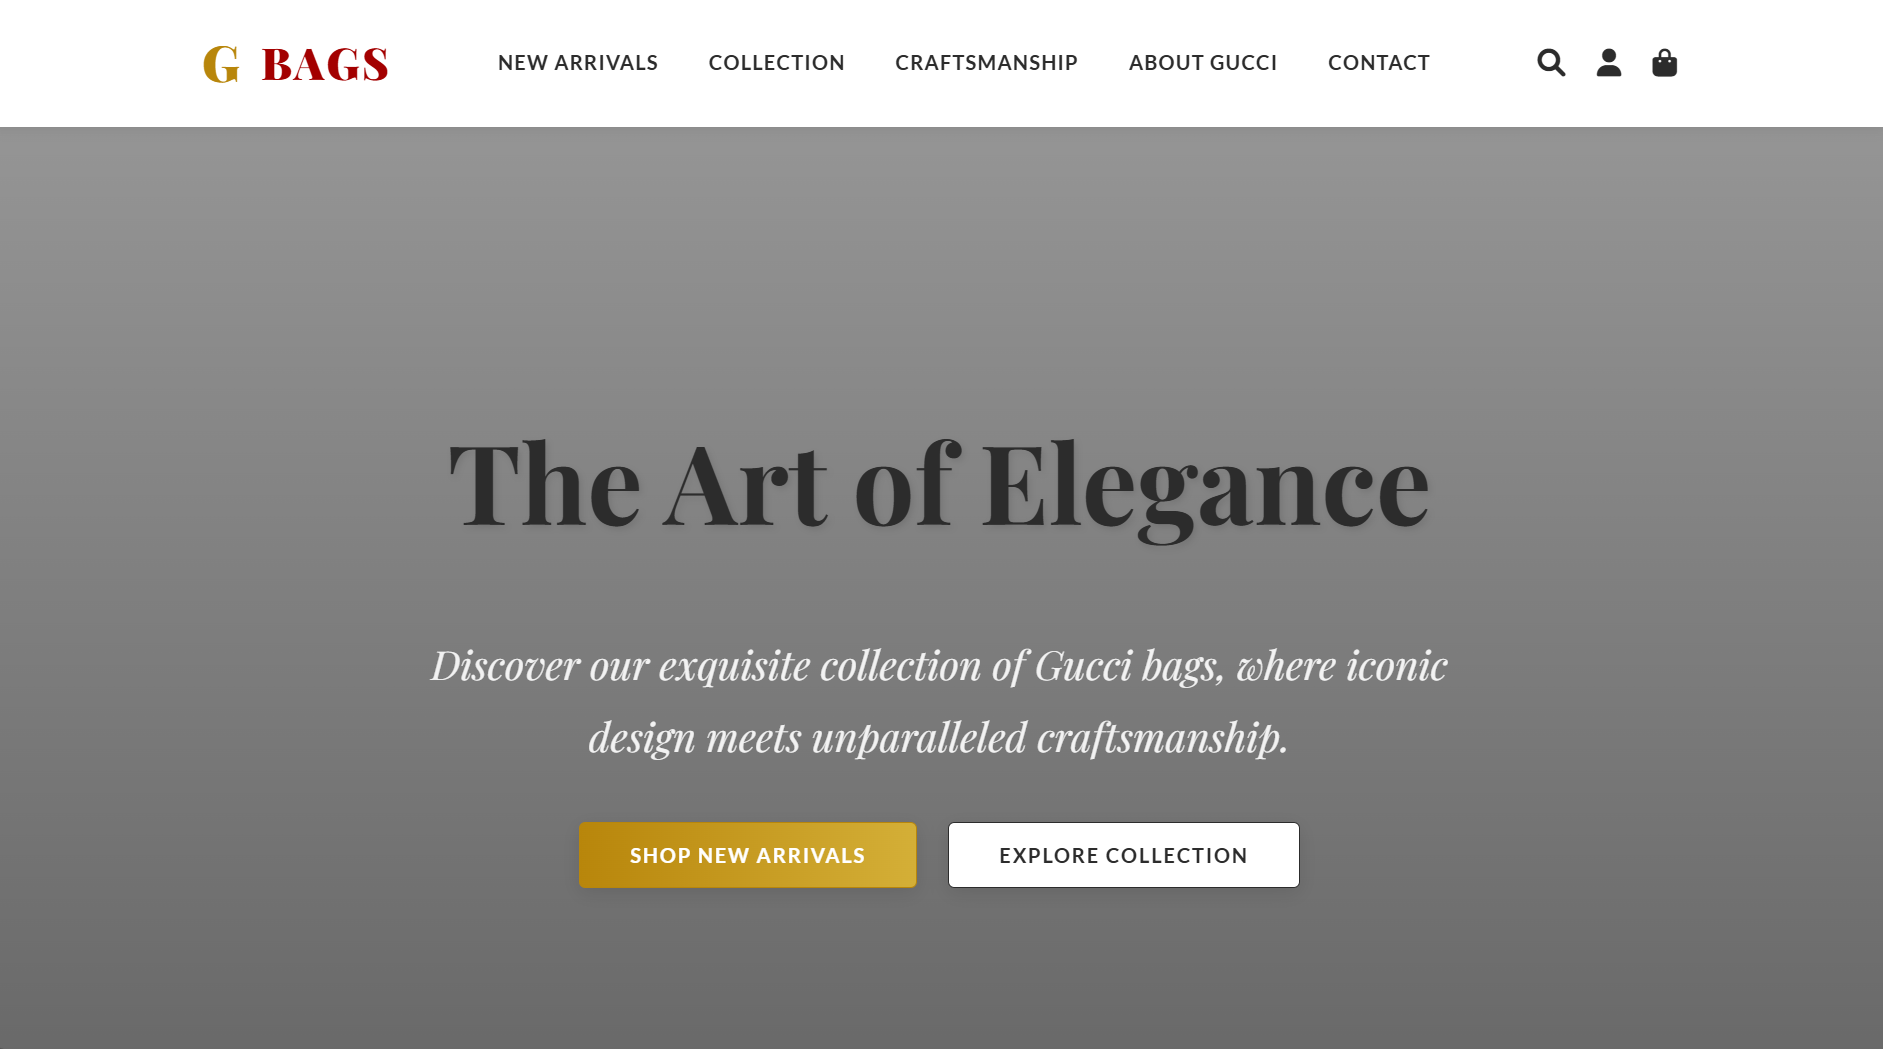 G BAGS
NEW ARRIVALS
COLLECTION
CRAFTSMANSHIP
ABOUT GUCCI
CONTACT
The Art of Elegance
Discover our exquisite collection of Gucci bags, where iconic
design meets unparalleled craftsmanship.
SHOP NEW ARRIVALS
EXPLORE COLLECTION